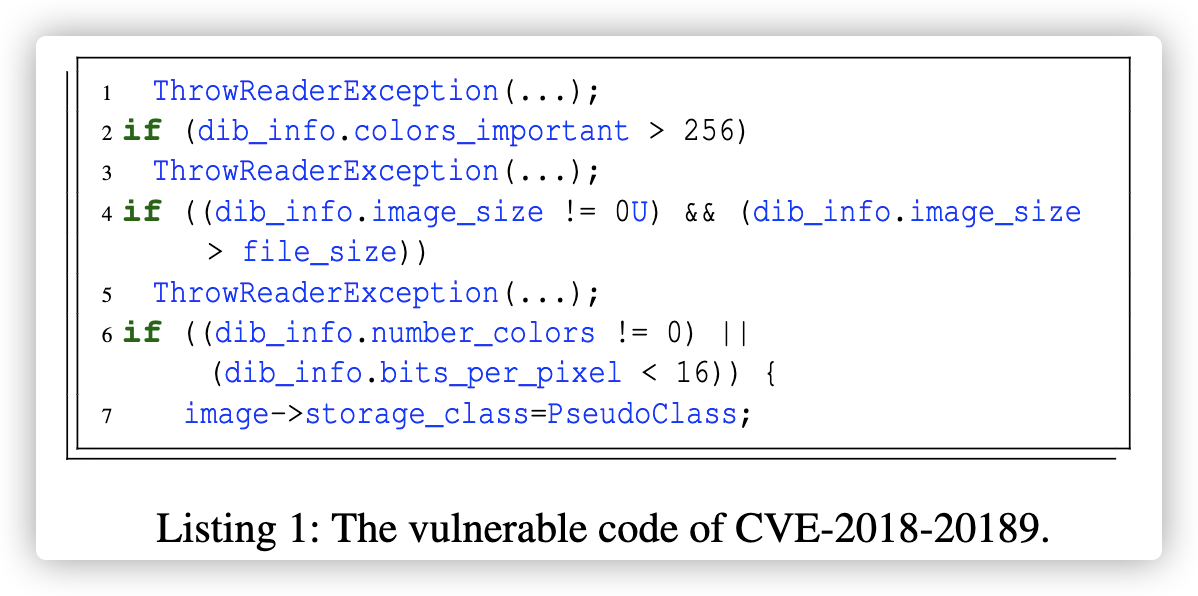 1 ThrowReaderException(...);
2 if (dib_info.colors_important > 256)
3 ThrowReaderException(...);
4 if ((dib_info.image_size != 0U) && (dib_info.image_size
> file_size))
5 ThrowReaderException(...);
6 if ((dib_info.number_colors != 0) ||
(dib_info.bits_per_pixel < 16)) {
7 image->storage_class=PseudoClass;
Listing 1: The vulnerable code of CVE-2018-20189.